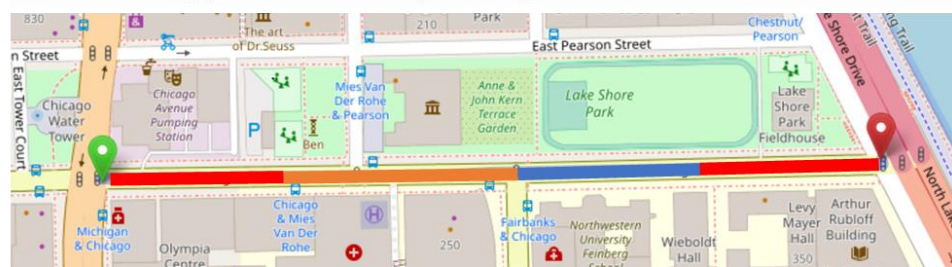 830
n Street
The art
of Dr.Seuss
210
Park
East Pearson Street
Chestnut/
Pearson
Shore Drive
t Trail
ng Trail
East Tower Court
Chicago
Water
Tower
Chicago
Avenue
Pumping
Station
P
Ben
Mies Van
Der Rohe
& Pearson
Anne &
John Kern
Terrace
Garden
Lake Shore
Park
Lake
Shore
Park
Fieldhouse
Michigan
& Chicago
Olympia
Centre
Chicago
& Mies
Van Der
Rohe
H
250
Fairbanks
& Chicago
Northwestern
University
Feinberg
School
Wieboldt
Hall
Levy
Mayer
Hall
350
Arthur
Rubloff
Building
North La